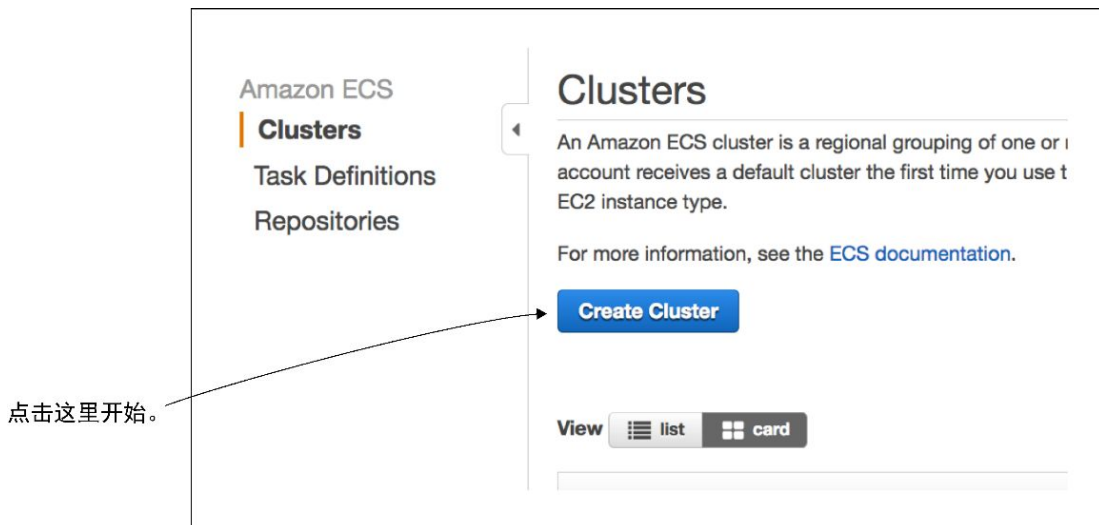 Amazon ECS
Clusters
Task Definitions
Repositories
Clusters
An Amazon ECS cluster is a regional grouping of one or
account receives a default cluster the first time you use
EC2 instance type.
For more information, see the ECS documentation.
Create Cluster
点击这里开始。
View list card